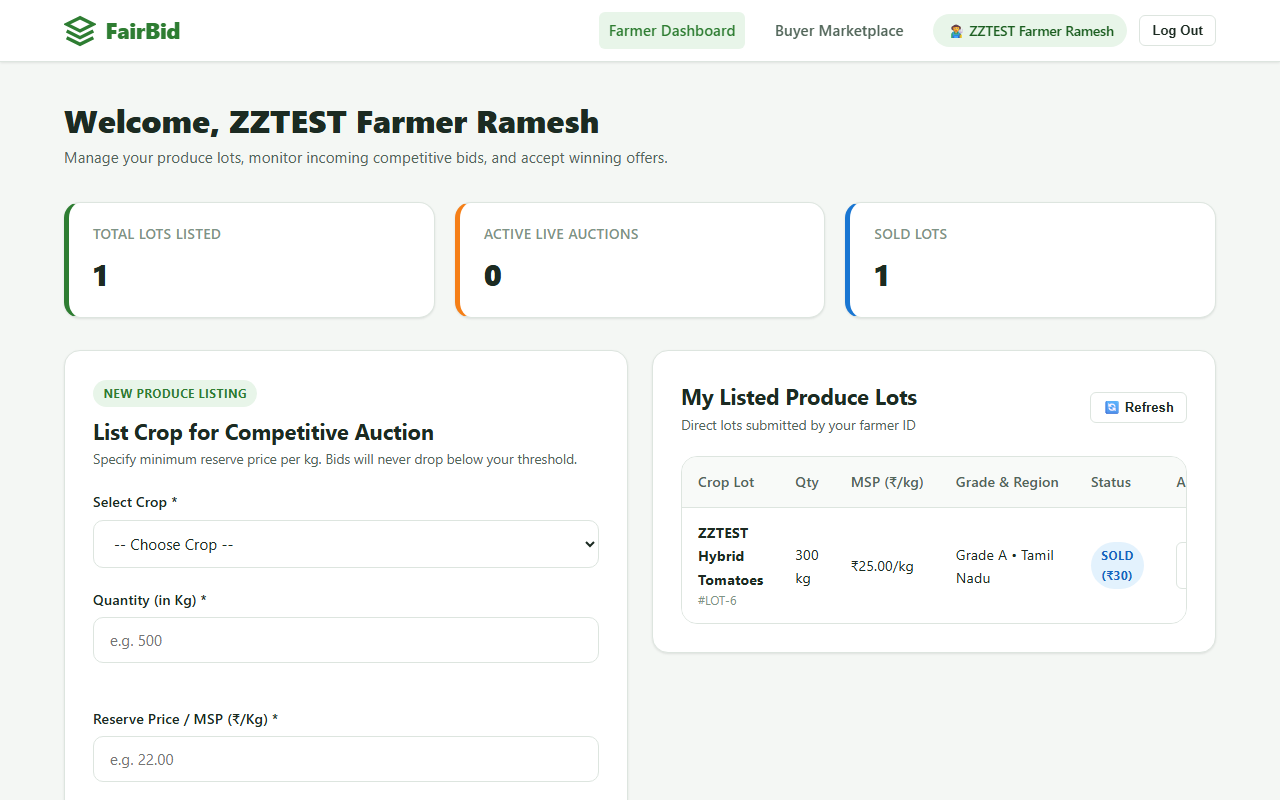 FairBid
Farmer Dashboard
Buyer Marketplace
ZZTEST Farmer Ramesh
Log Out
Welcome, ZZTEST Farmer Ramesh
Manage your produce lots, monitor incoming competitive bids, and accept winning offers.
TOTAL LOTS LISTED
1
ACTIVE LIVE AUCTIONS
0
SOLD LOTS
1
NEW PRODUCE LISTING
List Crop for Competitive Auction
Specify minimum reserve price per kg. Bids will never drop below your threshold.
Select Crop *
-- Choose Crop --
Quantity (in Kg) *
e.g. 500
Reserve Price / MSP (₹/Kg) *
e.g. 22.00
My Listed Produce Lots
Direct lots submitted by your farmer ID
Refresh
Crop Lot Qty MSP (₹/kg) Grade & Region Status A
ZZTEST
Hybrid
Tomatoes
#LOT-6
300
kg
₹25.00/kg
Grade A • Tamil
Nadu
SOLD
(₹30)